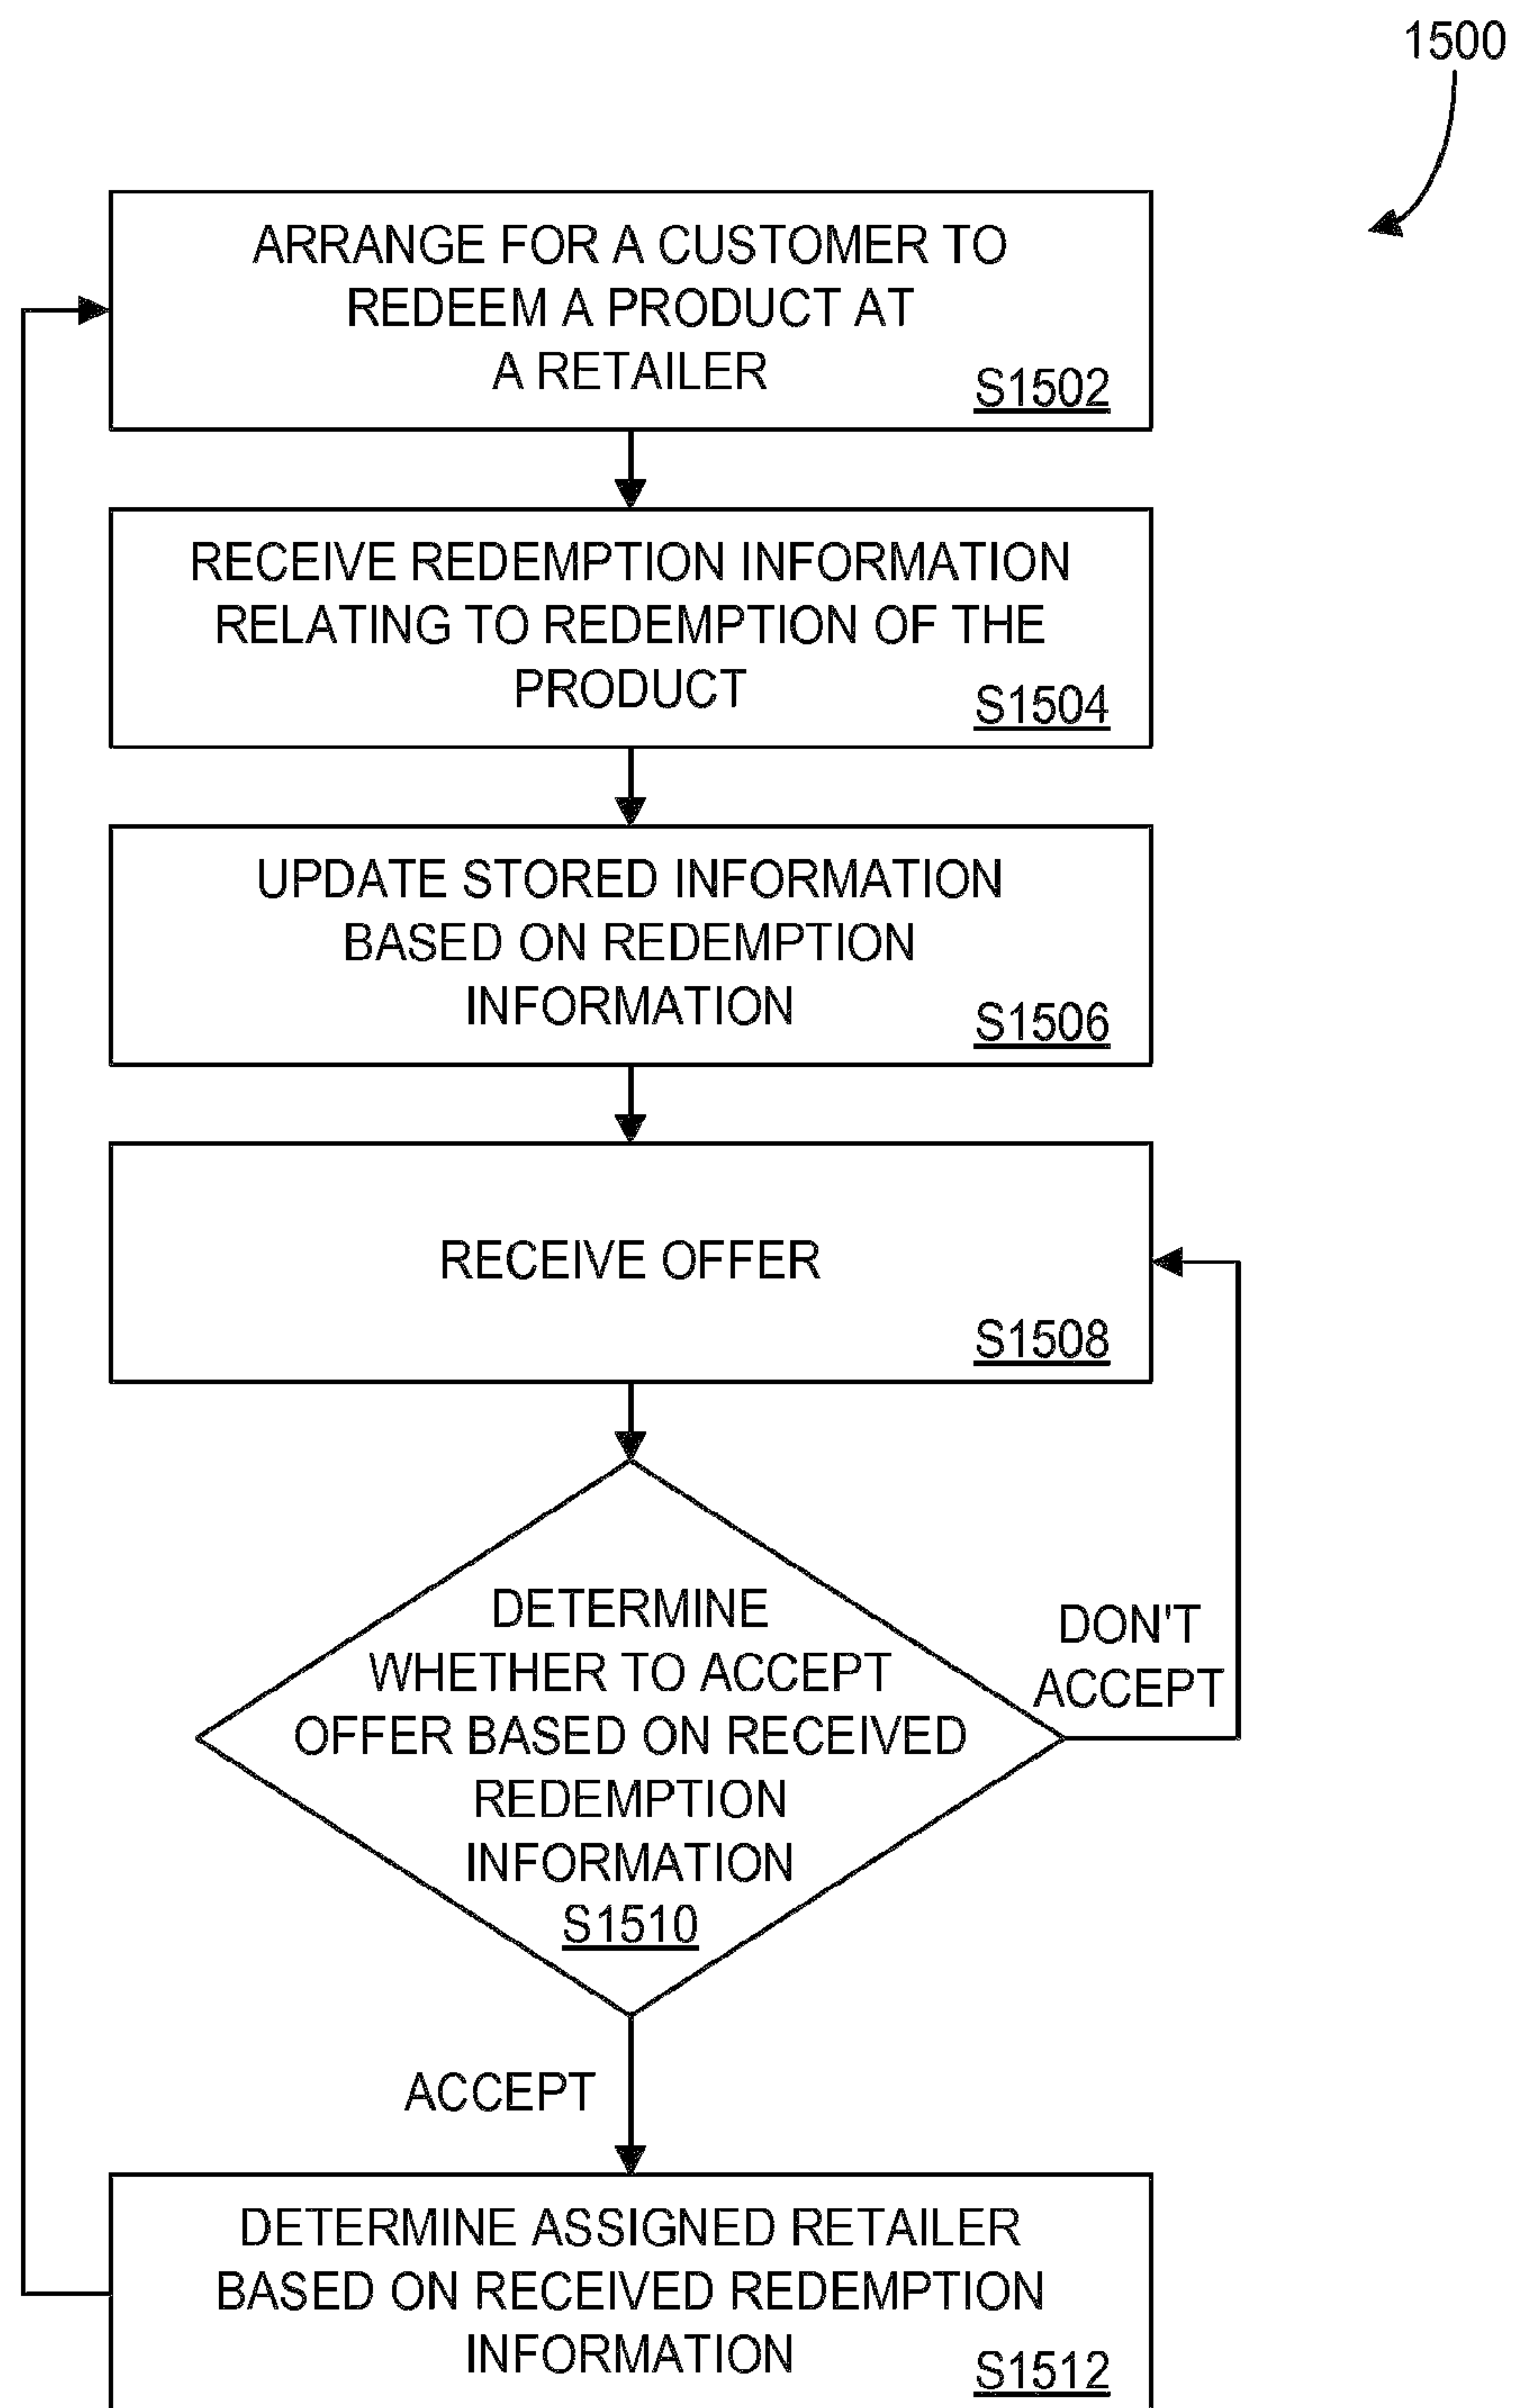 1500
ARRANGE FOR A CUSTOMER TO
REDEEM A PRODUCT AT
A RETAILER
S1502
RECEIVE REDEMPTION INFORMATION
RELATING TO REDEMPTION OF THE
PRODUCT
S1504
UPDATE STORED INFORMATION
BASED ON REDEMPTION
INFORMATION
S1506
RECEIVE OFFER
S1508
DETERMINE
WHETHER TO ACCEPT
OFFER BASED ON RECEIVED
REDEMPTION
INFORMATION
S1510
DON'T
ACCEPT
ACCEPT
DETERMINE ASSIGNED RETAILER
BASED ON RECEIVED REDEMPTION
INFORMATION
S1512